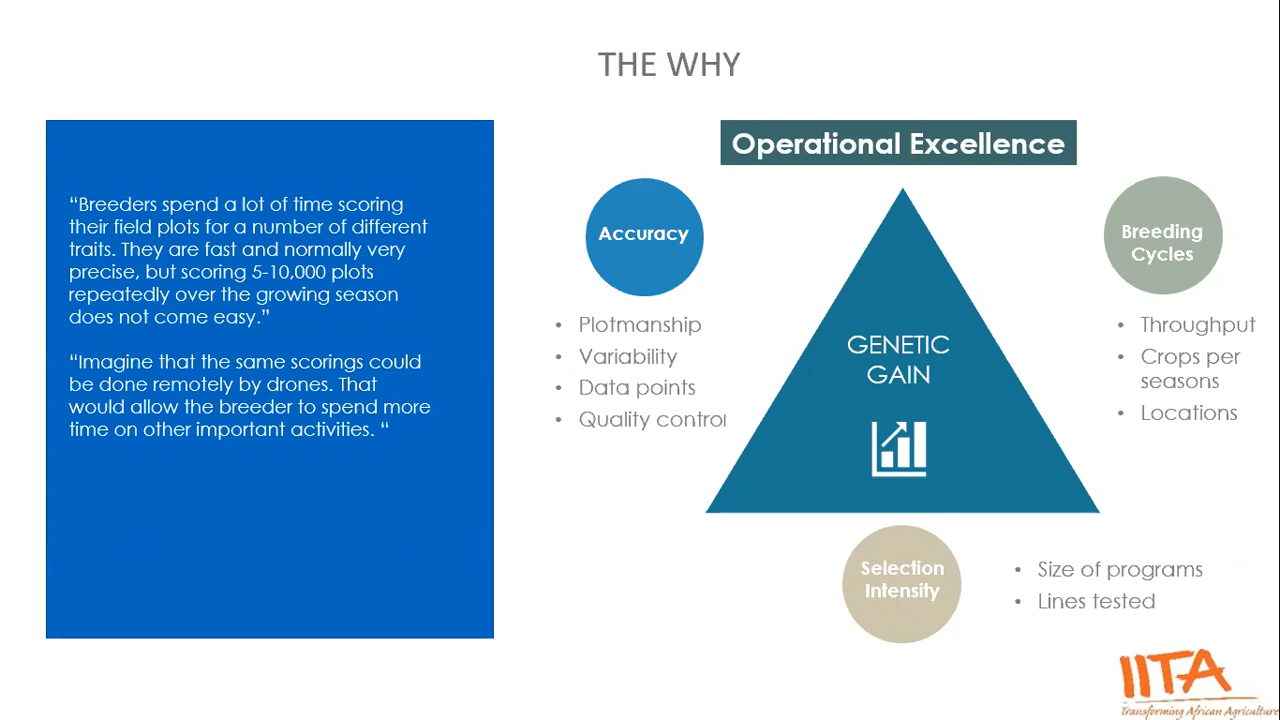 THE WHY
“Breeders spend a lot of time scoring
their field plots for a number of different
traits. They are fast and normally very
precise, but scoring 5-10,000 plots
repeatedly over the growing season
does not come easy.”
“Imagine that the same scorings could
be done remotely by drones. That
would allow the breeder to spend more
time on other important activities. “
Operational Excellence
Accuracy
• Plotmanship
• Variability
• Data points
• Quality control
GENETIC
GAIN
Breeding
Cycles
• Throughput
• Crops per
seasons
• Locations
Selection
Intensity
• Size of programs
• Lines tested
IITA
Transforming African Agriculture